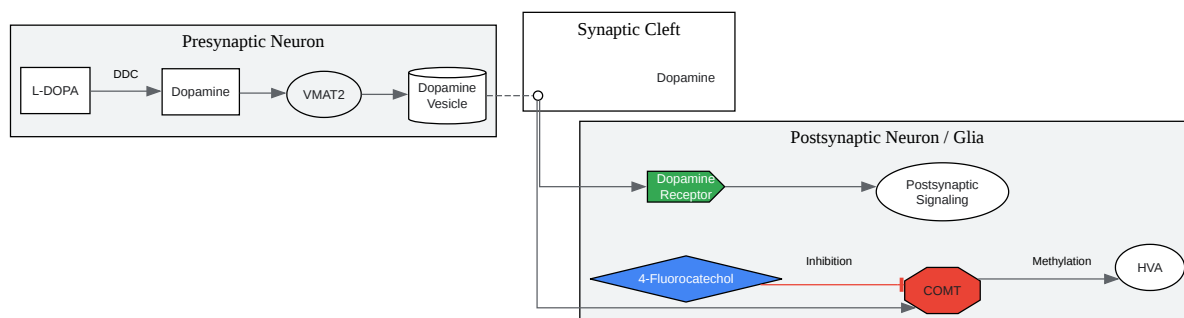 Presynaptic Neuron
L-DOPA
DDC
Dopamine
VMAT2
Dopamine
Vesicle
Synaptic Cleft
Dopamine
Postsynaptic Neuron / Glia
Dopamine
Receptor
Postsynaptic
Signaling
4-Fluorocatechol
Inhibition
COMT
Methylation
HVA